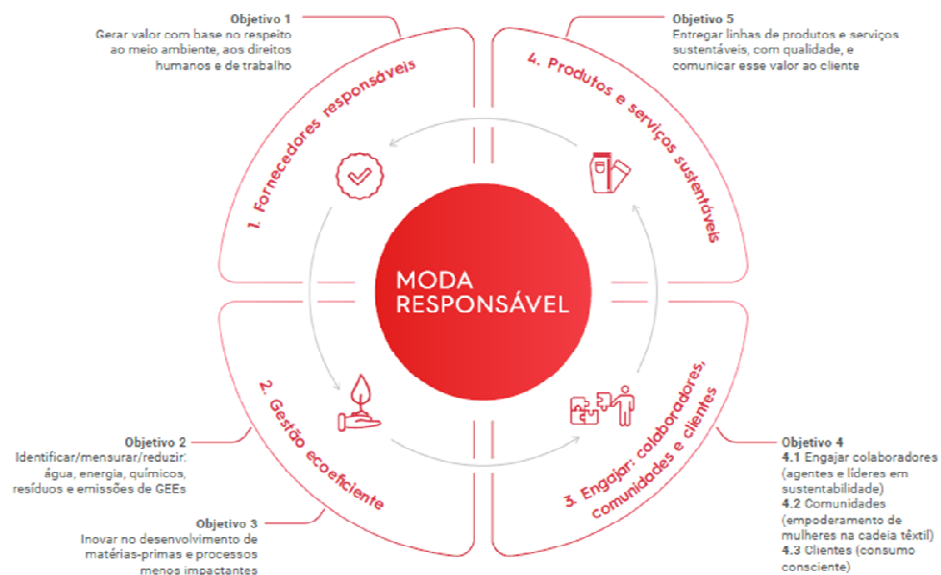 Objetivo 1
Gerar valor com base no respeito
ao meio ambiente, aos direitos
humanos e de trabalho
Objetivo 5
Entregar linhas de produtos e serviços
sustentáveis, com qualidade, e
comunicar esse valor ao cliente
1. Fornecedores responsáveis
4. Produtos e serviços sustentáveis
MODA
RESPONSÁVEL
2. Gestão ecoeficiente
3. Engajar: colaboradores,
comunidades e clientes
Objetivo 2
Identificar/mensurar/reduzir:
água, energia, químicos,
resíduos e emissões de GEEs
Objetivo 3
Inovar no desenvolvimento de
matérias-primas e processos
menos impactantes
Objetivo 4
4.1 Engajar colaboradores
(agentes e líderes em
sustentabilidade)
4.2 Comunidades
(empoderamento de
mulheres na cadeia têxtil)
4.3 Clientes (consumo
consciente)